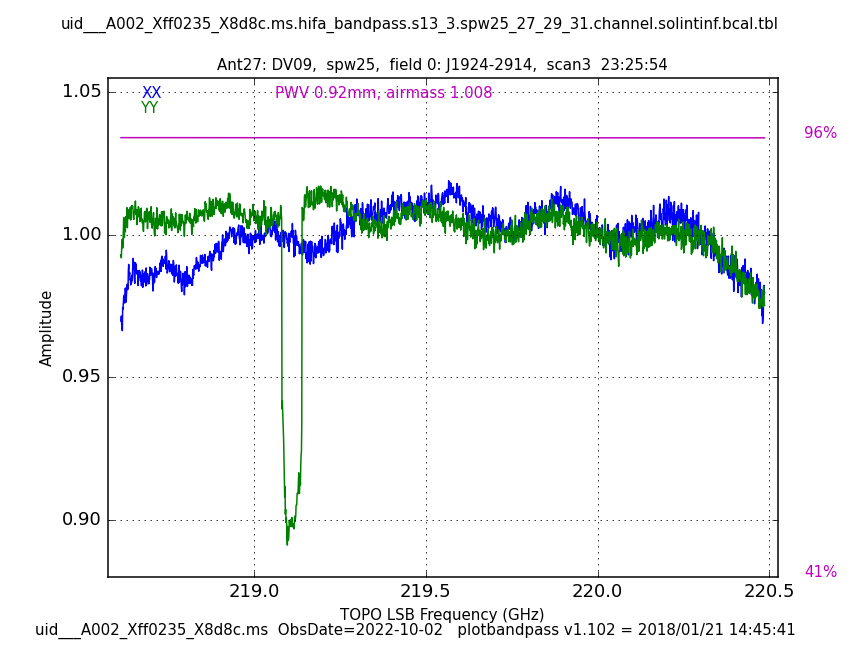 uid___A002_Xff0235_X8d8c.ms.hifa_bandpass.s13_3.spw25_27_29_31.channel.solintinf.bcal.tbl
Ant27: DV09,  spw25,  field 0: J1924-2914,  scan3  23:25:54
XX
YY
PWV 0.92mm, airmass 1.008
96%
41%
1.05
1.00
0.95
0.90
Amplitude
219.0 219.5 220.0 220.5
TOPO LSB Frequency (GHz)
uid___A002_Xff0235_X8d8c.ms  ObsDate=2022-10-02   plotbandpass v1.102 = 2018/01/21 14:45:41